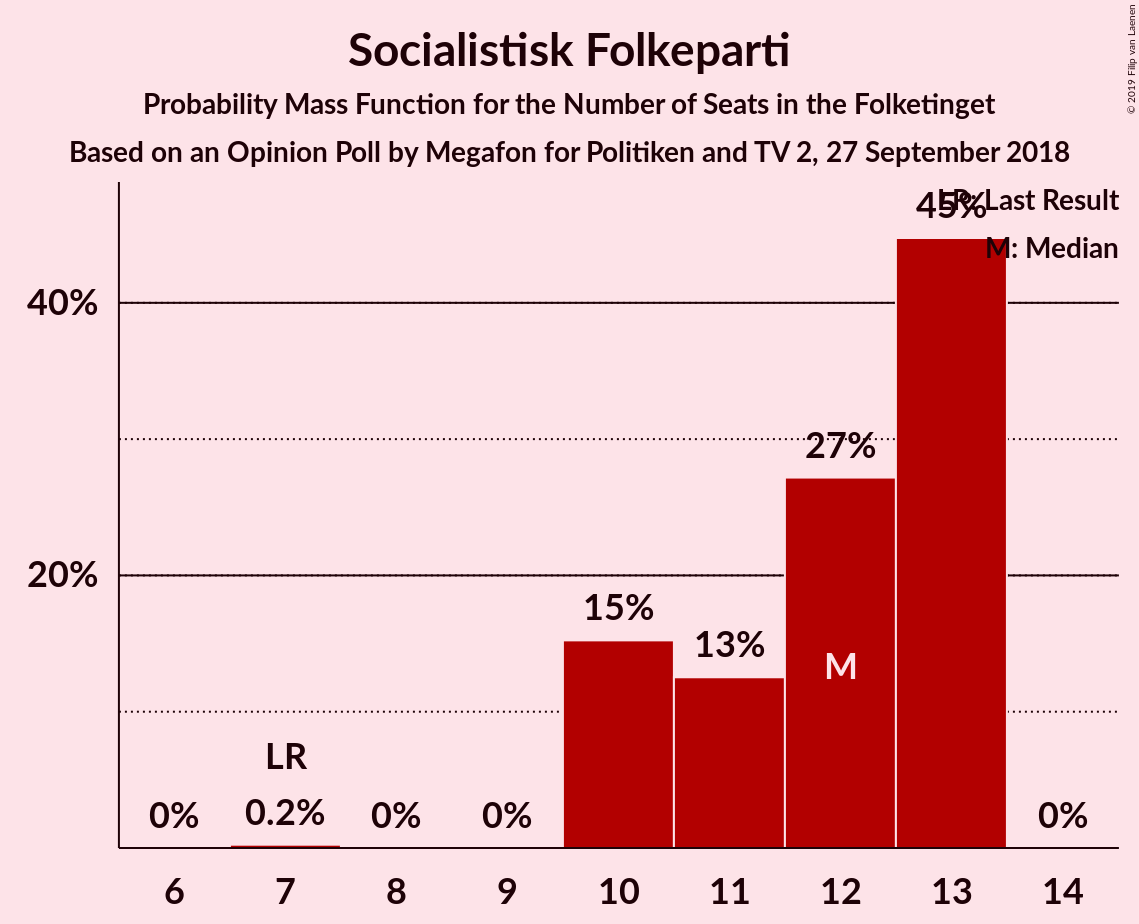 Socialistisk Folkeparti
Probability Mass Function for the Number of Seats in the Folketinget
Based on an Opinion Poll by Megafon for Politiken and TV 2, 27 September 2018
© 2019 Filip van Laenen
LR: Last Result
M: Median
45%
40%
27%
20%
15%
13%
M
LR
0% 0.2% 0% 0% 0%
6 7 8 9 10 11 12 13 14